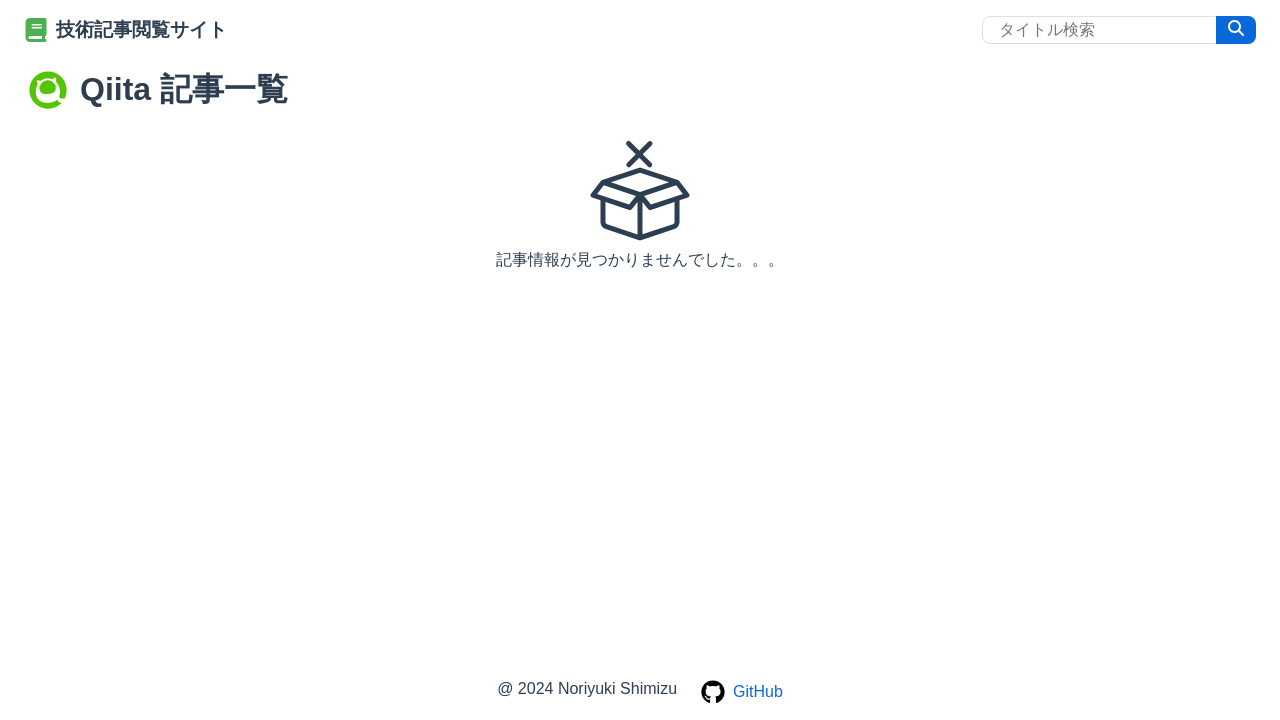 技術記事閲覧サイト
タイトル検索
Qiita 記事一覧
記事情報が見つかりませんでした。。。
@ 2024 Noriyuki Shimizu
GitHub